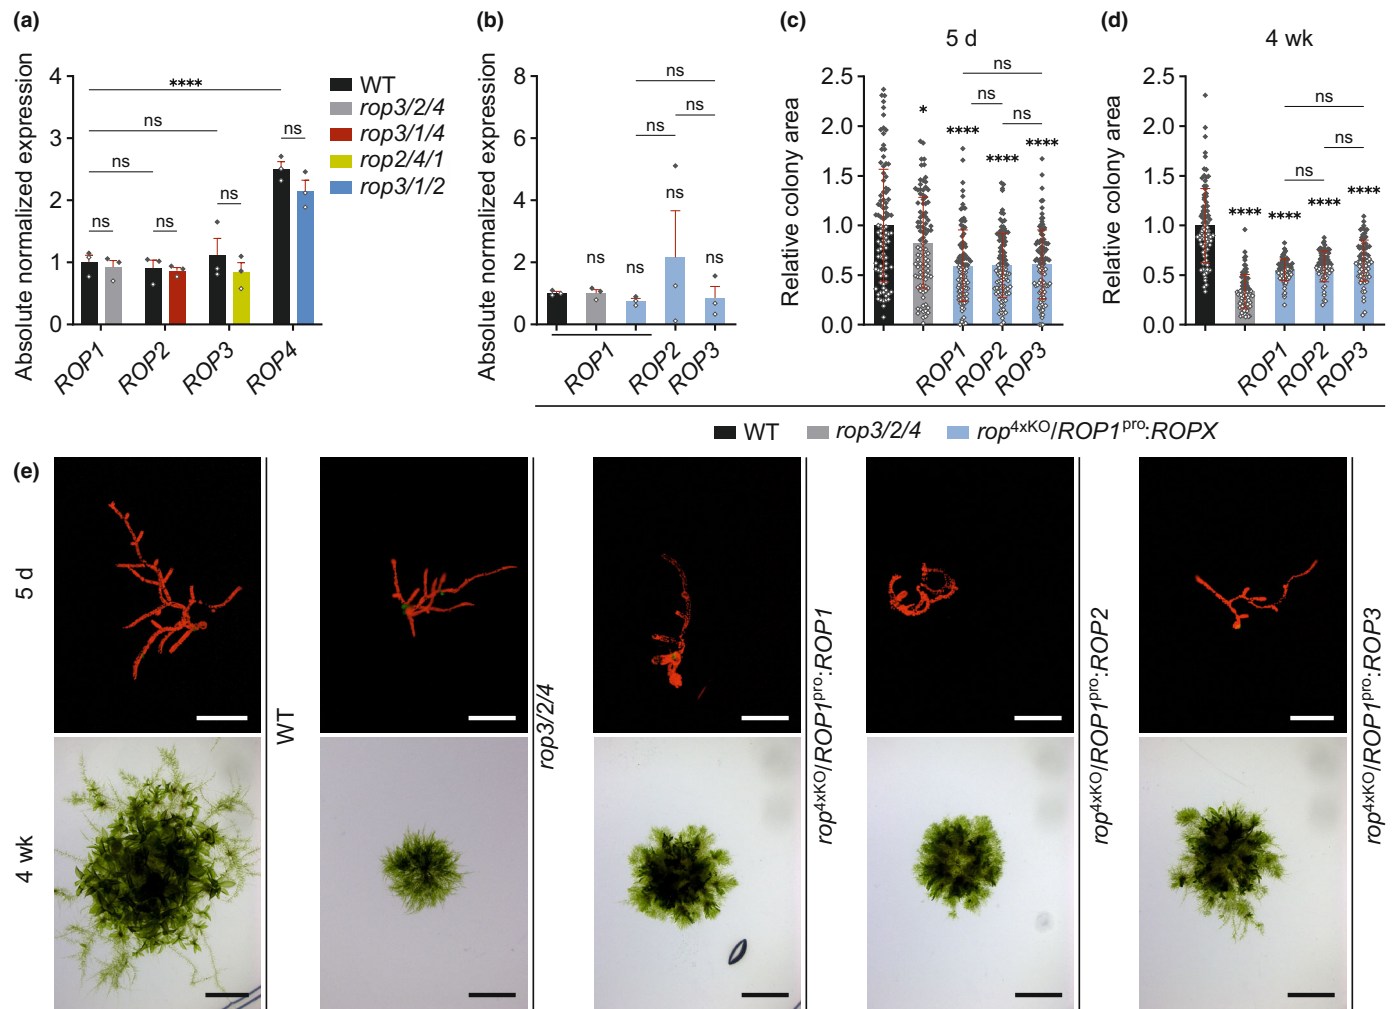 (a)
Absolute normalized expression
4
3
2
1
0
****
ns
ns
ns
ns
ns
ns
ROP1
ROP2
ROP3
ROP4
WT
rop3/2/4
rop3/1/4
rop2/4/1
rop3/1/2
(b)
Absolute normalized expression
8
6
4
2
0
ns
ns
ns
ns
ns
ns
ns
ROP1
ROP2
ROP3
(c)
5 d
Relative colony area
2.5
2.0
1.5
1.0
0.5
0.0
ns
ns
ns
*
****
****
****
ROP1
ROP2
ROP3
(d)
4 wk
Relative colony area
2.5
2.0
1.5
1.0
0.5
0.0
ns
ns
ns
****
****
****
****
ROP1
ROP2
ROP3
WT
rop3/2/4
rop4xKO/ROP1pro:ROPX
(e)
5 d
4 wk
WT
rop3/2/4
rop4xKO/ROP1pro:ROP1
rop4xKO/ROP1pro:ROP2
rop4xKO/ROP1pro:ROP3